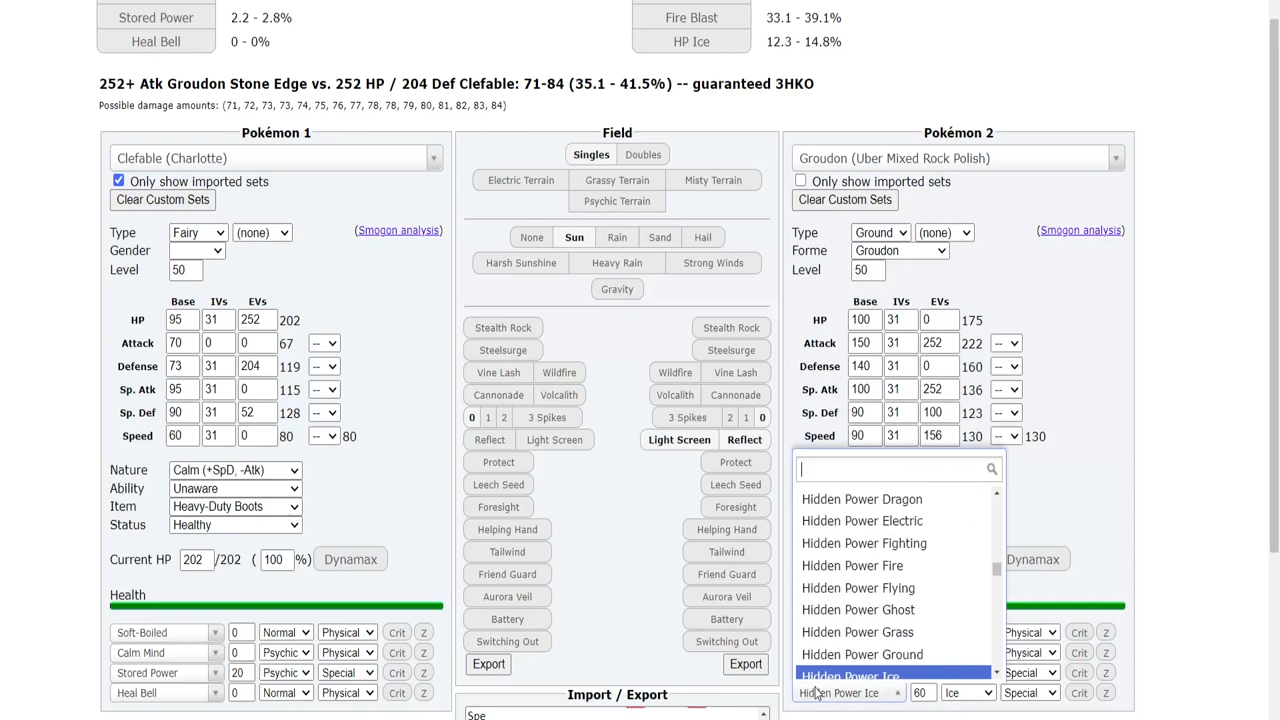 Stored Power 2.2 - 2.8% Fire Blast 33.1 - 39.1%
Heal Bell 0 - 0% HP Ice 12.3 - 14.8%
252+ Atk Groudon Stone Edge vs. 252 HP / 204 Def Clefable: 71-84 (35.1 - 41.5%) -- guaranteed 3HKO
Possible damage amounts: (71, 72, 73, 73, 74, 75, 76, 77, 78, 78, 79, 80, 81, 82, 83, 84)
Pokémon 1
Clefable (Charlotte)
Only show imported sets
Clear Custom Sets
Type Fairy (none) (Smogon analysis)
Gender
Level 50
Base IVs EVs
HP 95 31 252 202
Attack 70 0 0 67 --
Defense 73 31 204 119 --
Sp. Atk 95 31 0 115 --
Sp. Def 90 31 52 128 --
Speed 60 31 0 80 -- 80
Nature Calm (+SpD, -Atk)
Ability Unaware
Item Heavy-Duty Boots
Status Healthy
Current HP 202 /202 ( 100 %) Dynamax
Health
Soft-Boiled 0 Normal Physical Crit Z
Calm Mind 0 Psychic Physical Crit Z
Stored Power 20 Psychic Special Crit Z
Heal Bell 0 Normal Physical Crit Z
Field
Singles Doubles
Electric Terrain Grassy Terrain Misty Terrain
Psychic Terrain
None Sun Rain Sand Hail
Harsh Sunshine Heavy Rain Strong Winds
Gravity
Stealth Rock Stealth Rock
Steelsurge Steelsurge
Vine Lash Wildfire Wildfire Vine Lash
Cannonade Volcalith Volcalith Cannonade
0 1 2 3 Spikes 3 Spikes 2 1 0
Reflect Light Screen Light Screen Reflect
Protect Protect
Leech Seed Leech Seed
Foresight Foresight
Helping Hand Helping Hand
Tailwind Tailwind
Friend Guard Friend Guard
Aurora Veil Aurora Veil
Battery Battery
Switching Out Switching Out
Export Export
Import / Export
Spe
Pokémon 2
Groudon (Uber Mixed Rock Polish)
Only show imported sets
Clear Custom Sets
Type Ground (none) (Smogon analysis)
Forme Groudon
Level 50
Base IVs EVs
HP 100 31 0 175
Attack 150 31 252 222 --
Defense 140 31 0 160 --
Sp. Atk 100 31 252 136 --
Sp. Def 90 31 100 123 --
Speed 90 31 156 130 -- 130
Hidden Power Dragon
Hidden Power Electric
Hidden Power Fighting
Hidden Power Fire
Hidden Power Flying
Hidden Power Ghost
Hidden Power Grass
Hidden Power Ground
Hidden Power Ice
Dynamax
Physical Crit Z
Physical Crit Z
Special Crit Z
Hidden Power Ice 60 Ice Special Crit Z